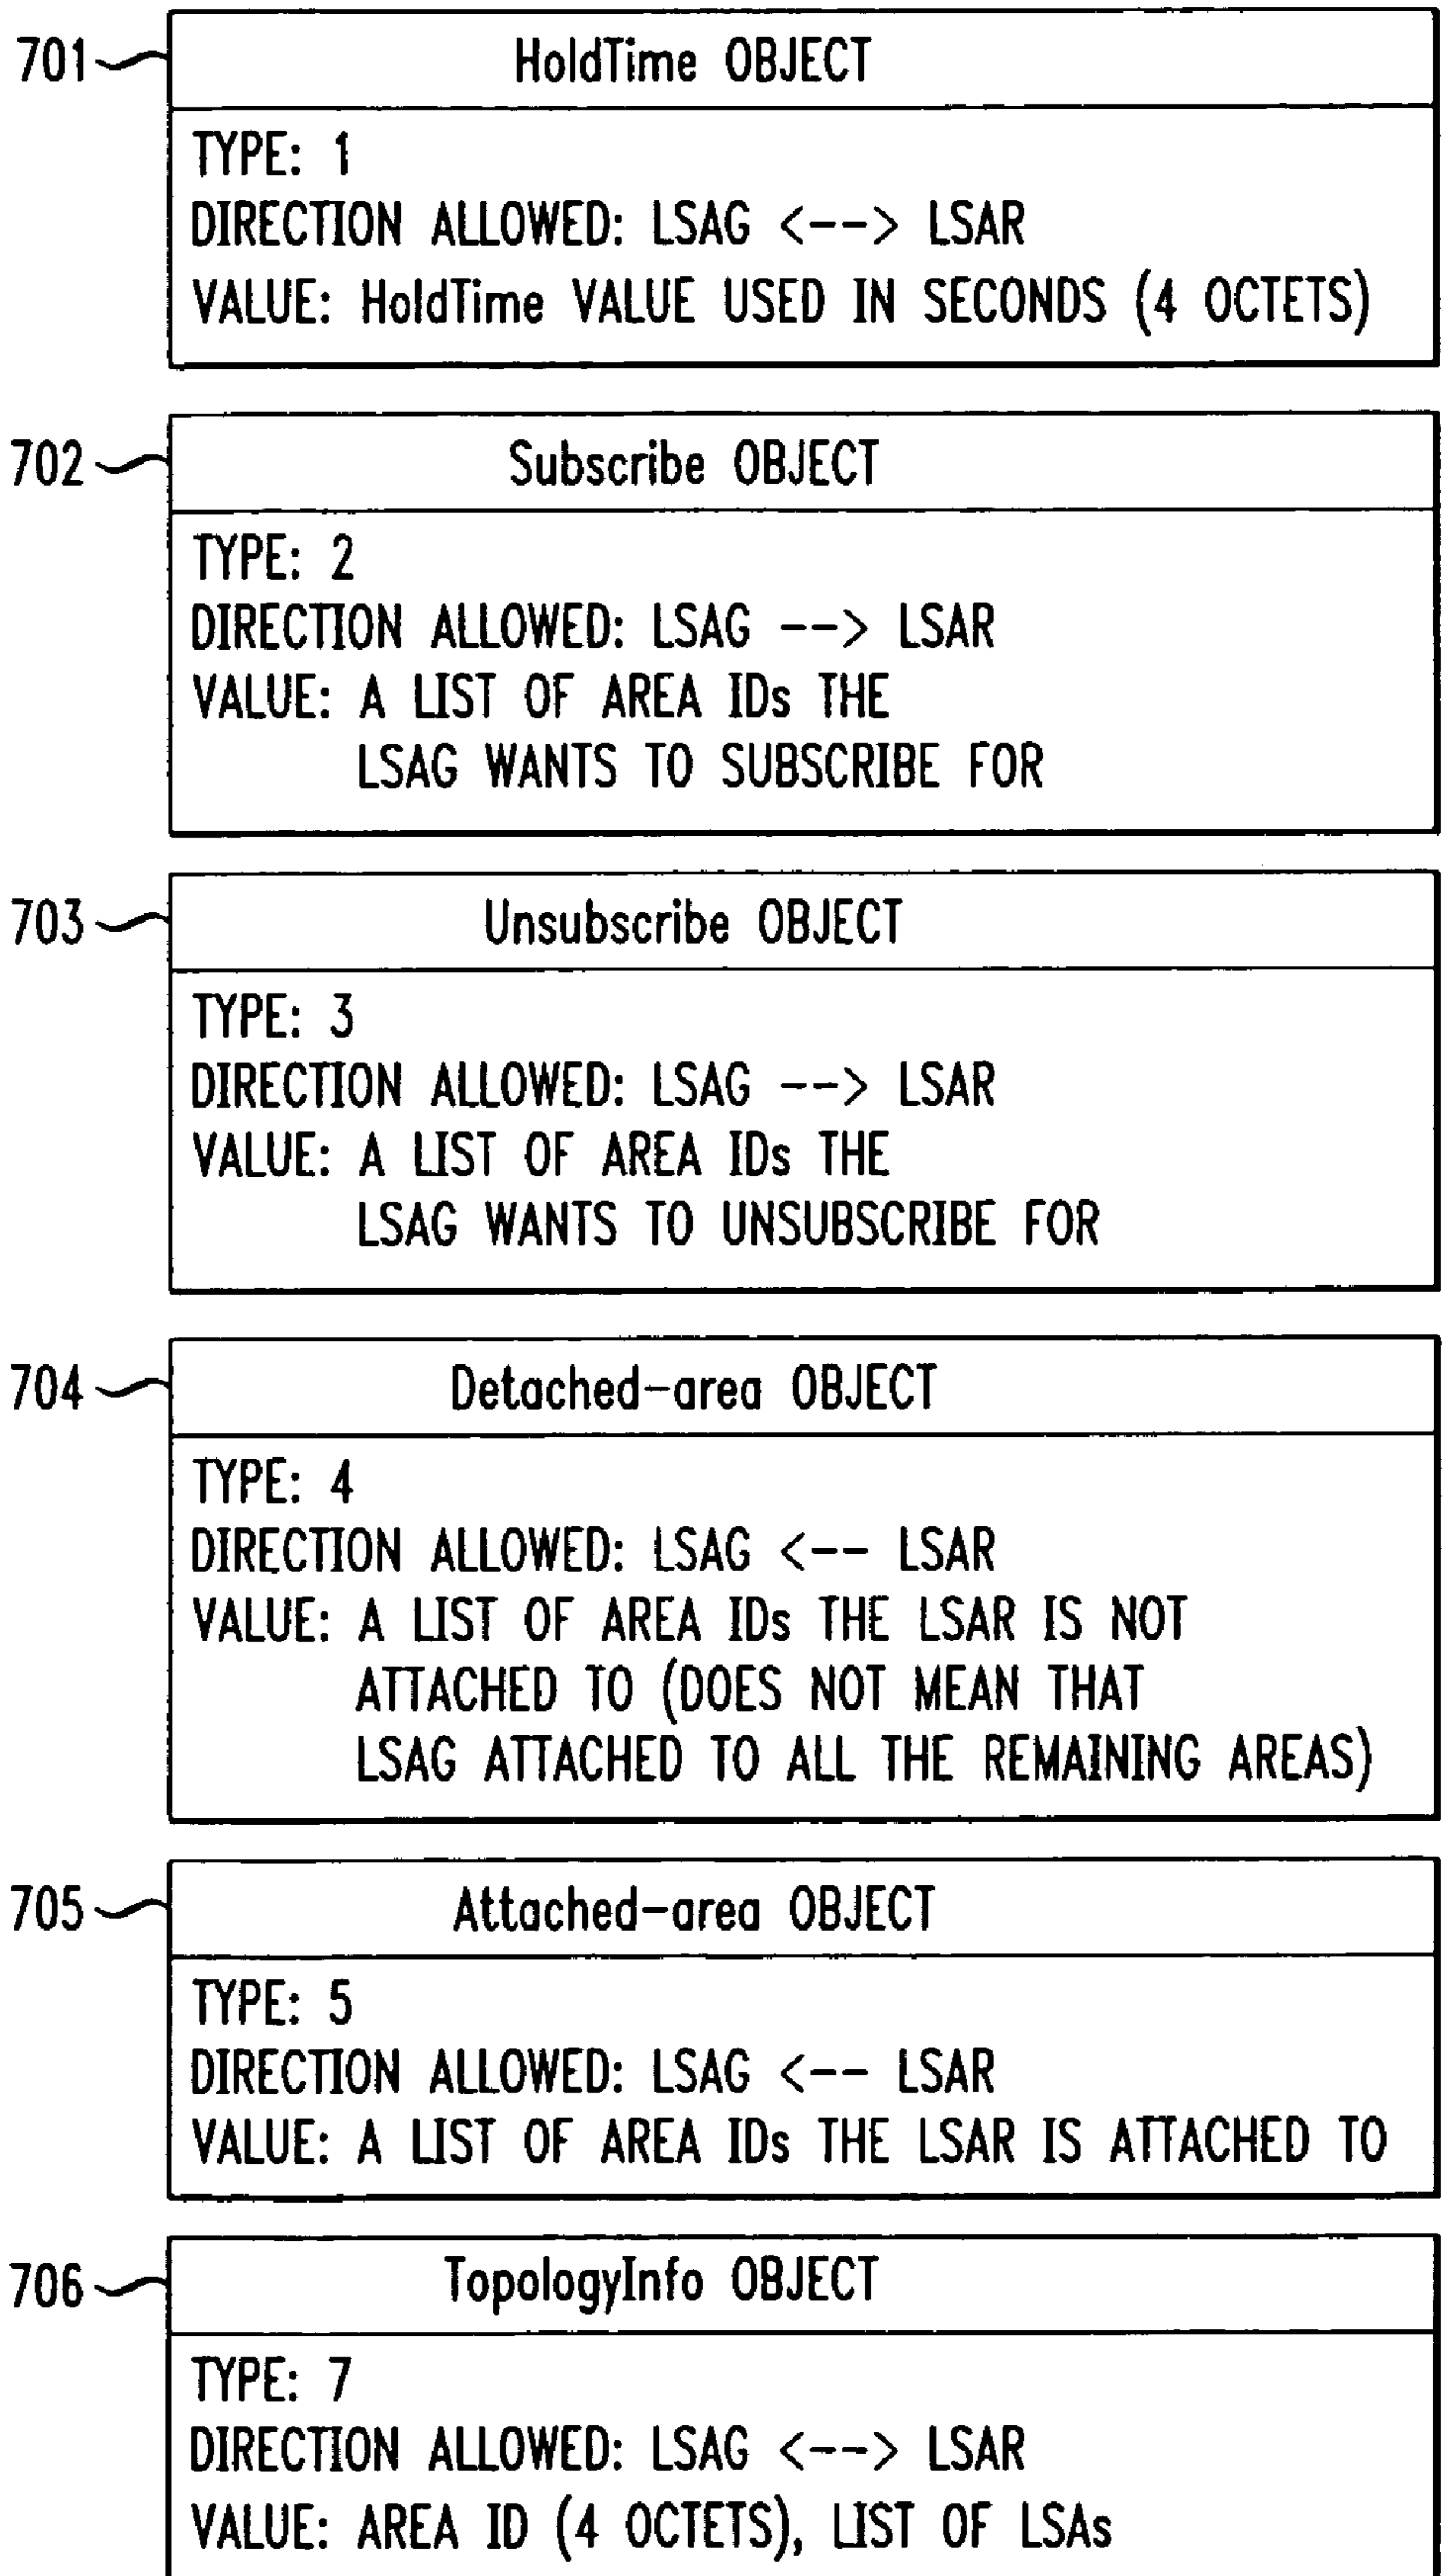 701
HoldTime OBJECT
TYPE: 1
DIRECTION ALLOWED: LSAG <--> LSAR
VALUE: HoldTime VALUE USED IN SECONDS (4 OCTETS)
702
Subscribe OBJECT
TYPE: 2
DIRECTION ALLOWED: LSAG --> LSAR
VALUE: A LIST OF AREA IDs THE
LSAG WANTS TO SUBSCRIBE FOR
703
Unsubscribe OBJECT
TYPE: 3
DIRECTION ALLOWED: LSAG --> LSAR
VALUE: A LIST OF AREA IDs THE
LSAG WANTS TO UNSUBSCRIBE FOR
704
Detached-area OBJECT
TYPE: 4
DIRECTION ALLOWED: LSAG <-- LSAR
VALUE: A LIST OF AREA IDs THE LSAR IS NOT
ATTACHED TO (DOES NOT MEAN THAT
LSAG ATTACHED TO ALL THE REMAINING AREAS)
705
Attached-area OBJECT
TYPE: 5
DIRECTION ALLOWED: LSAG <-- LSAR
VALUE: A LIST OF AREA IDs THE LSAR IS ATTACHED TO
706
TopologyInfo OBJECT
TYPE: 7
DIRECTION ALLOWED: LSAG <--> LSAR
VALUE: AREA ID (4 OCTETS), LIST OF LSAs